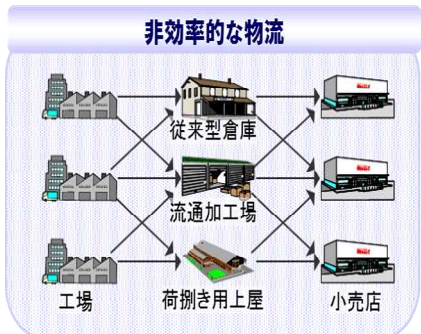 非効率的な物流
従来型倉庫
流通加工場
工場
荷捌き用上屋
小売店